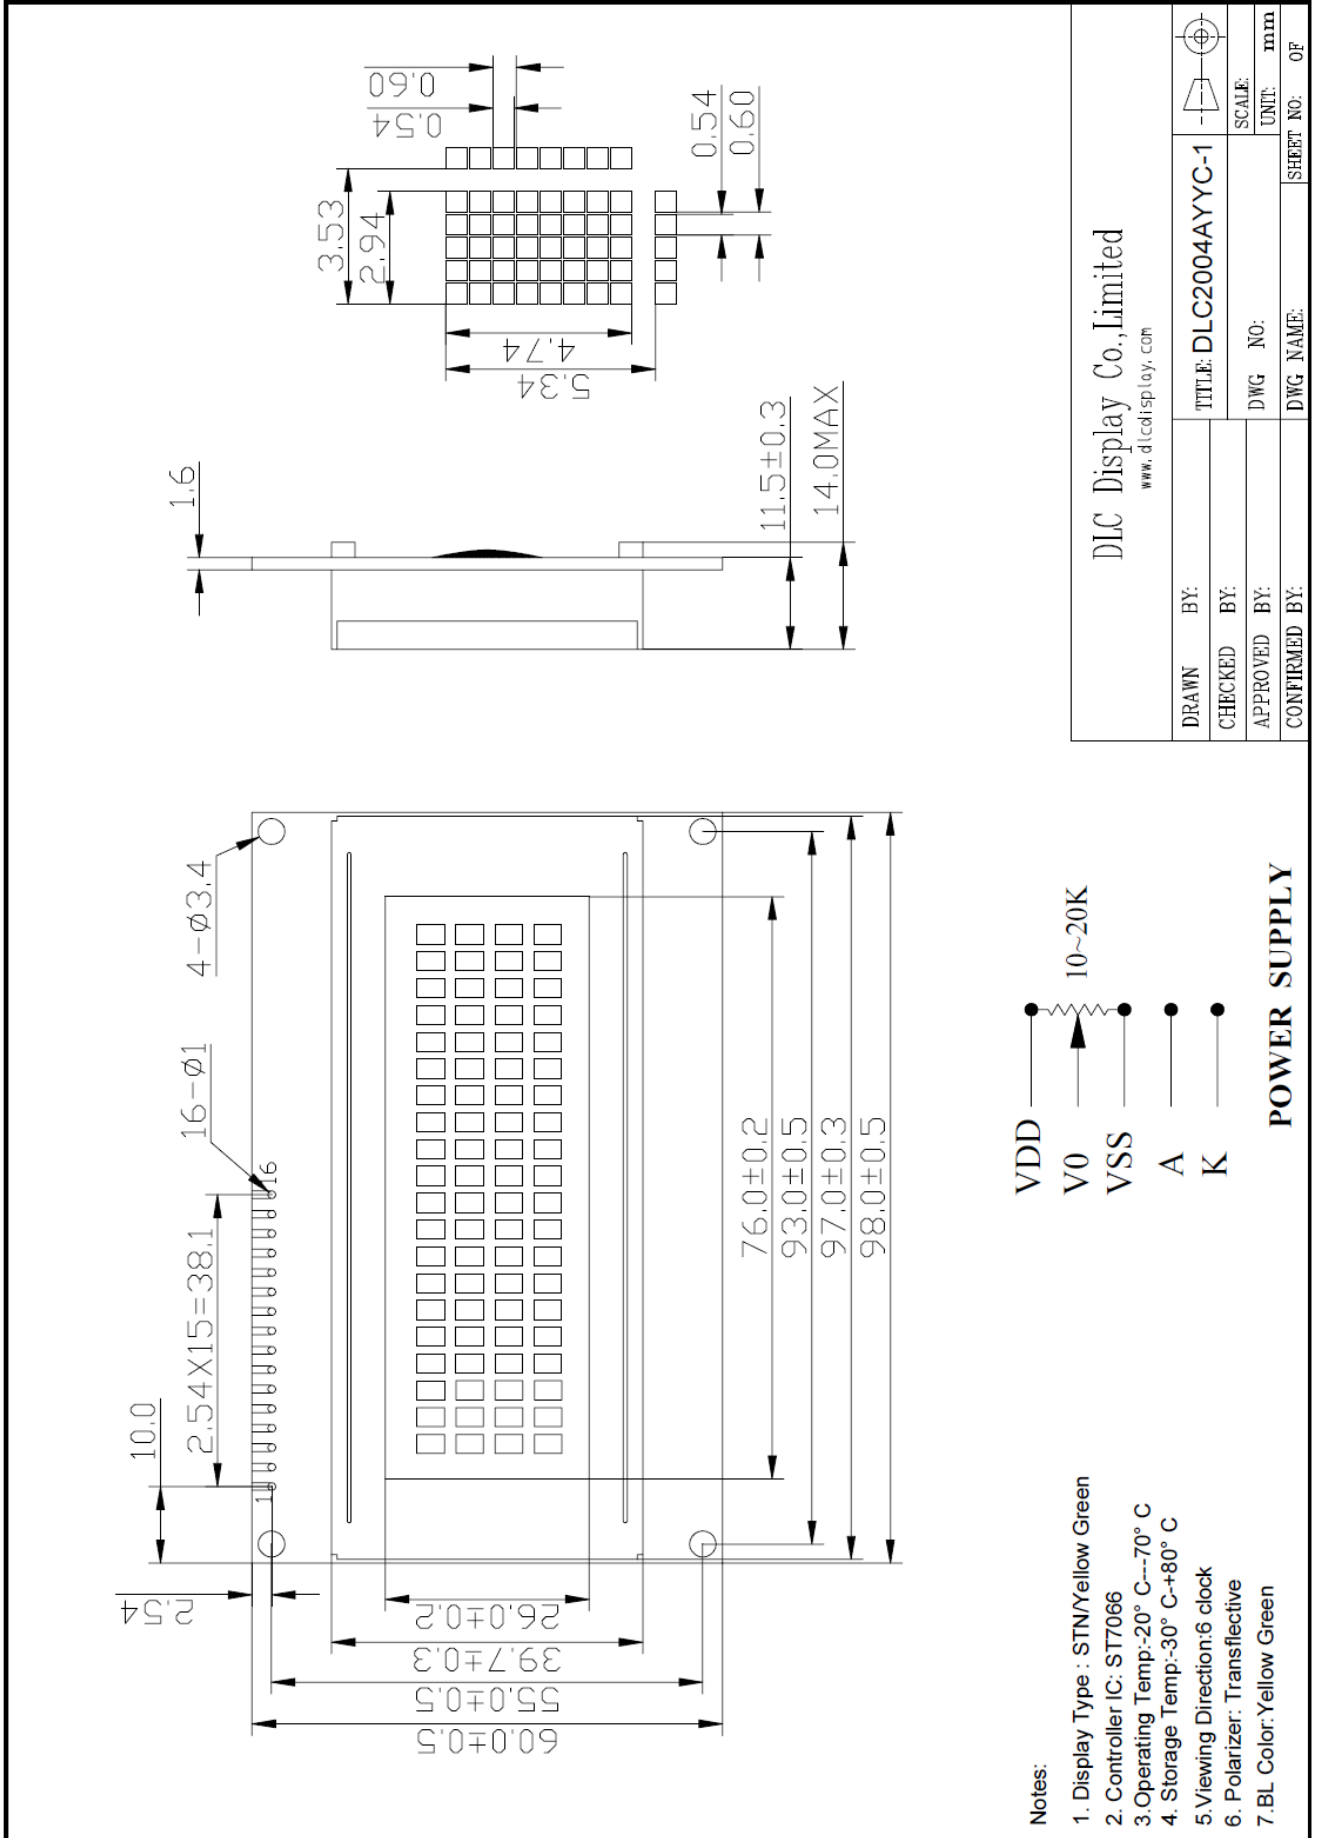 4-Ø3.4
16-Ø1
2.54X15=38.1
10.0
1
16
2.54
60.0±0.5
55.0±0.5
39.7±0.3
26.0±0.2
76.0±0.2
93.0±0.5
97.0±0.3
98.0±0.5
1.6
11.5±0.3
14.0MAX
0.60
0.54
3.53
2.94
4.74
5.34
0.54
0.60
Notes:
1. Display Type : STN/Yellow Green
2. Controller IC: ST7066
3.Operating Temp:-20° C---70° C
4. Storage Temp:-30° C-+80° C
5.Viewing Direction:6 clock
6. Polarizer: Transflective
7.BL Color:Yellow Green
VDD
V0
VSS
A
K
10~20K
POWER SUPPLY
DLC Display Co.,Limited
www.dlcdisplay.com
DRAWN BY:
CHECKED BY:
APPROVED BY:
CONFIRMED BY:
TITLE: DLC2004AYYC-1
DWG NO:
DWG NAME:
SCALE:
UNIT: mm
SHEET NO: OF